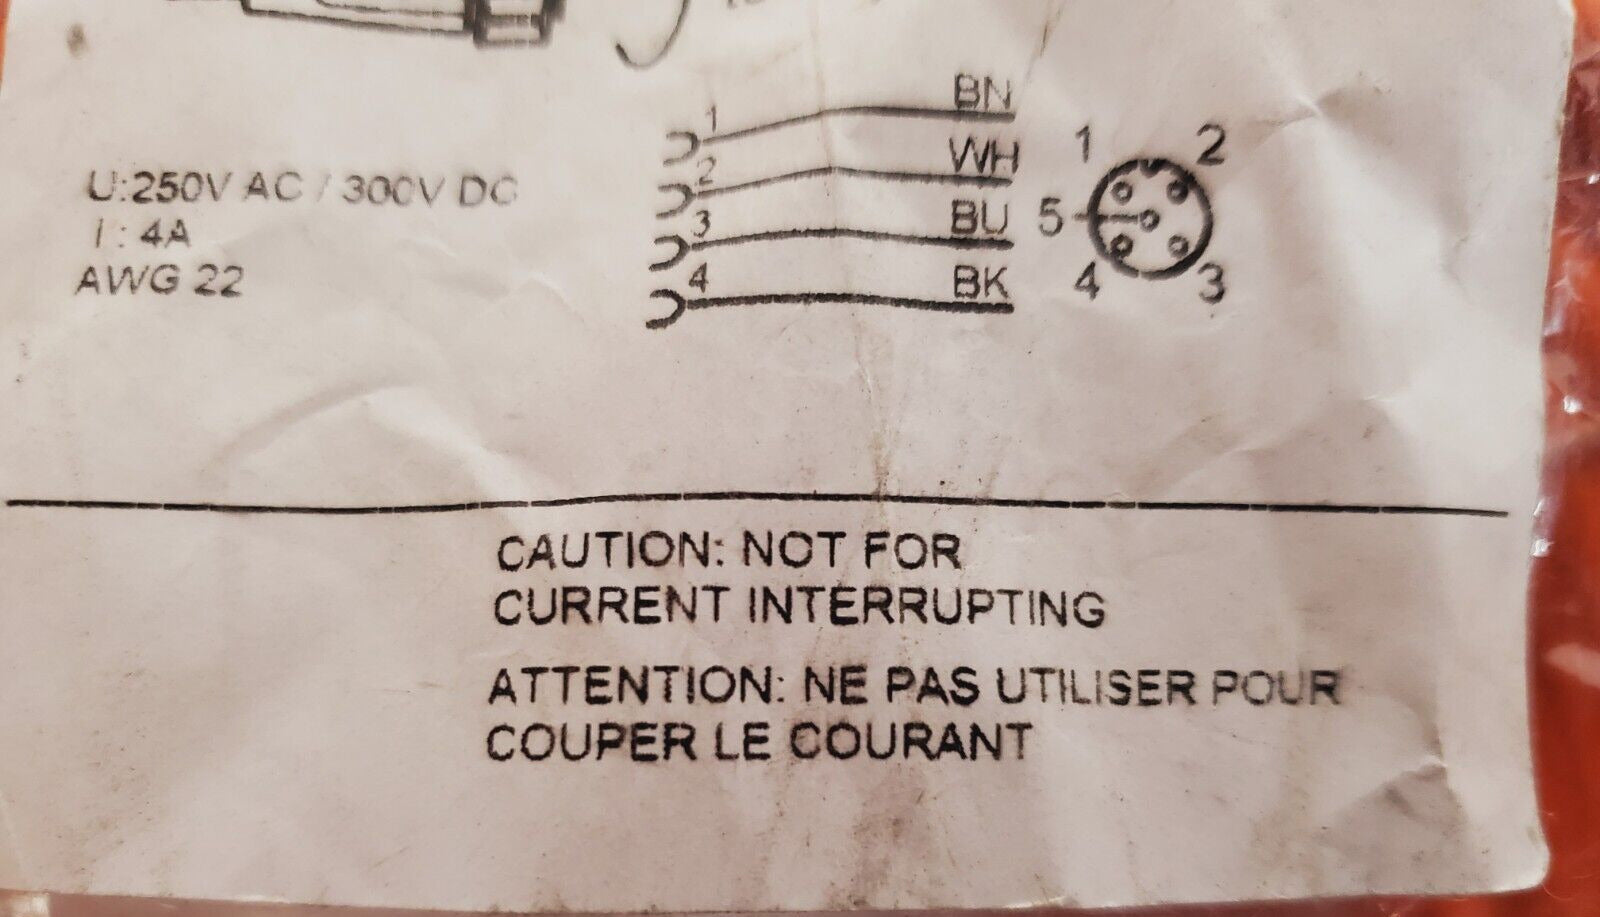 U:250V AC / 300V DC
I : 4A
AWG 22
1 BN
2 WH
3 BU
4 BK
1 2
5
4 3
CAUTION: NOT FOR
CURRENT INTERRUPTING
ATTENTION: NE PAS UTILISER POUR
COUPER LE COURANT